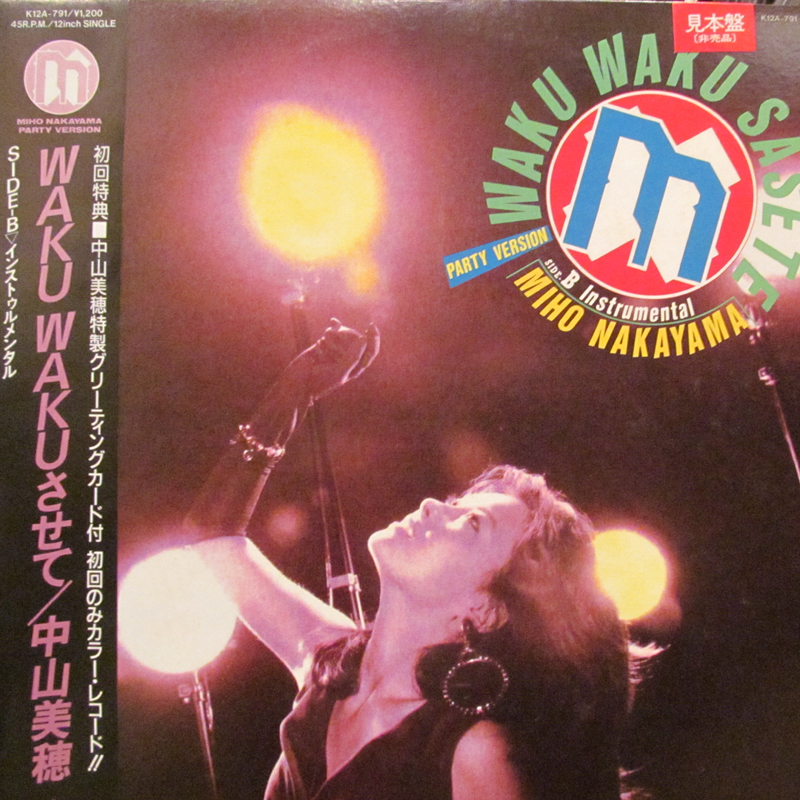 K12A-791/¥1,200
45R.P.M./12inch SINGLE
m
MIHO NAKAYAMA
PARTY VERSION
初回特典■中山美穂特製グリーティングカード付 初回のみカラー・レコード!!
WAKU WAKUさせて/中山美穂
SIDE-B▽インストゥルメンタル
見本盤
(非売品)
K12A-791
WAKU WAKU SASETE
m
PARTY VERSION
SIDE: B Instrumental
MIHO NAKAYAMA